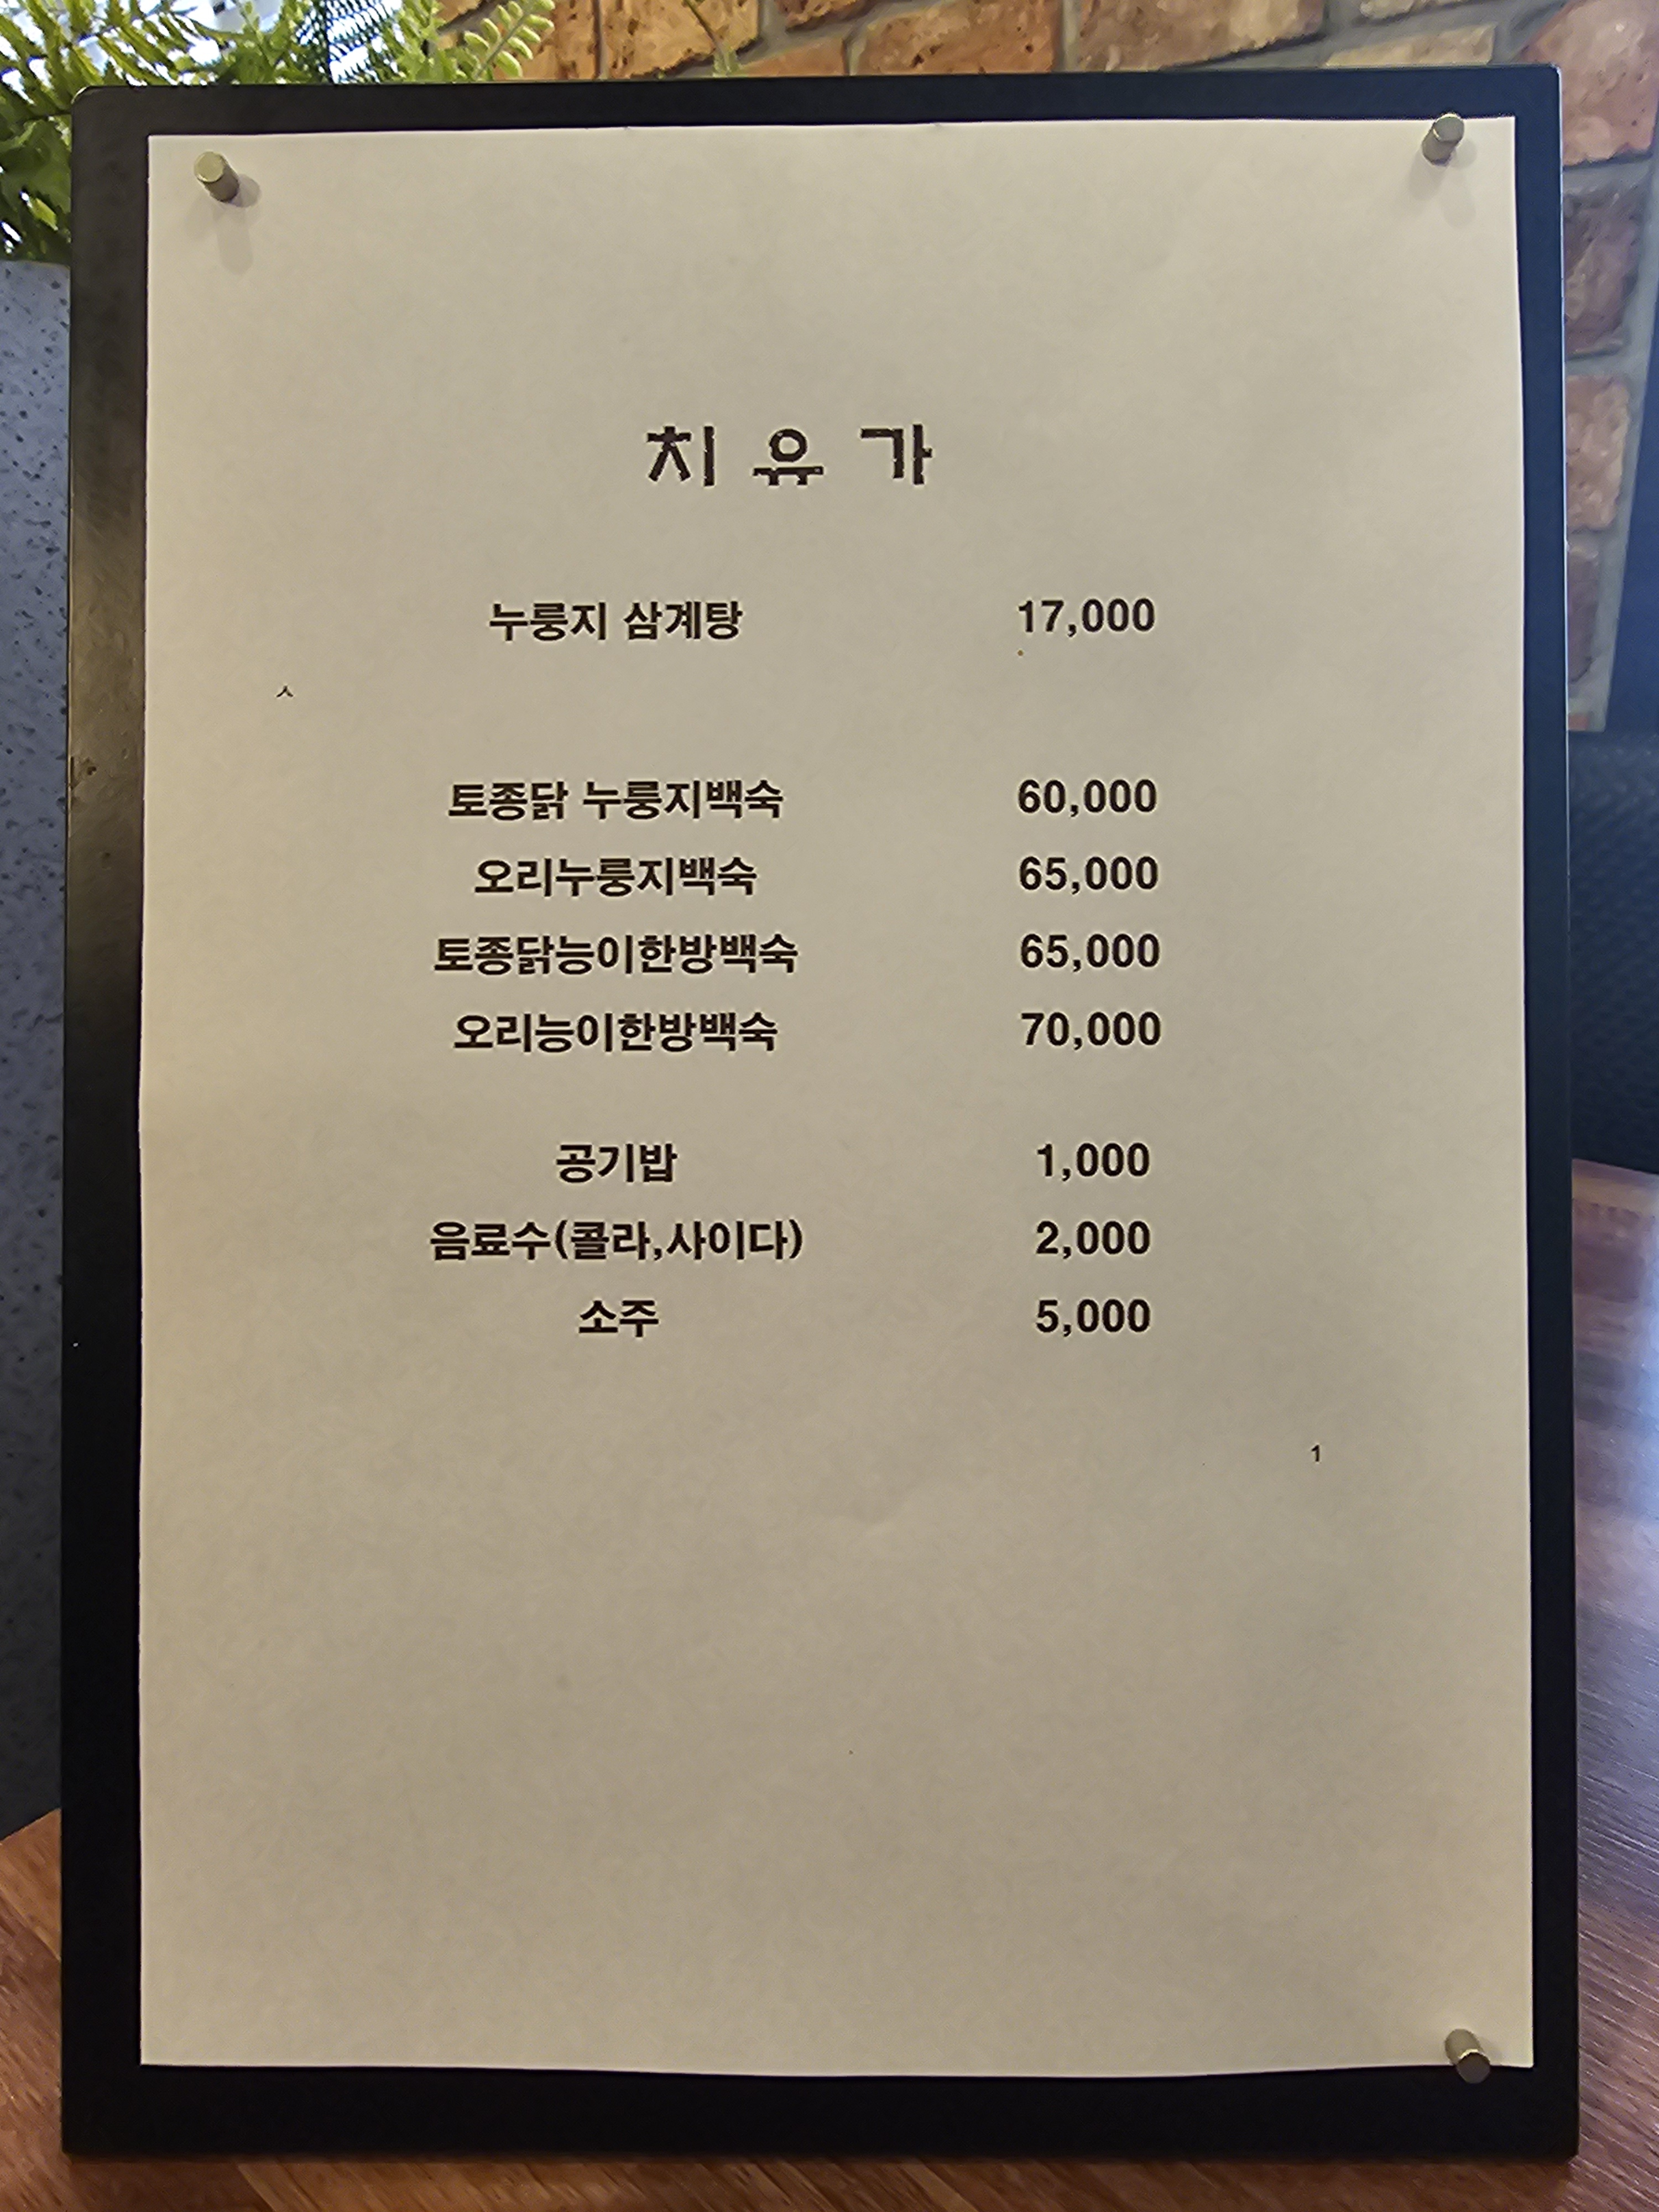 치 유 가
누룽지 삼계탕 17,000
ㅅ
토종닭 누룽지백숙 60,000
오리누룽지백숙 65,000
토종닭능이한방백숙 65,000
오리능이한방백숙 70,000
공기밥 1,000
음료수(콜라,사이다) 2,000
소주 5,000
1